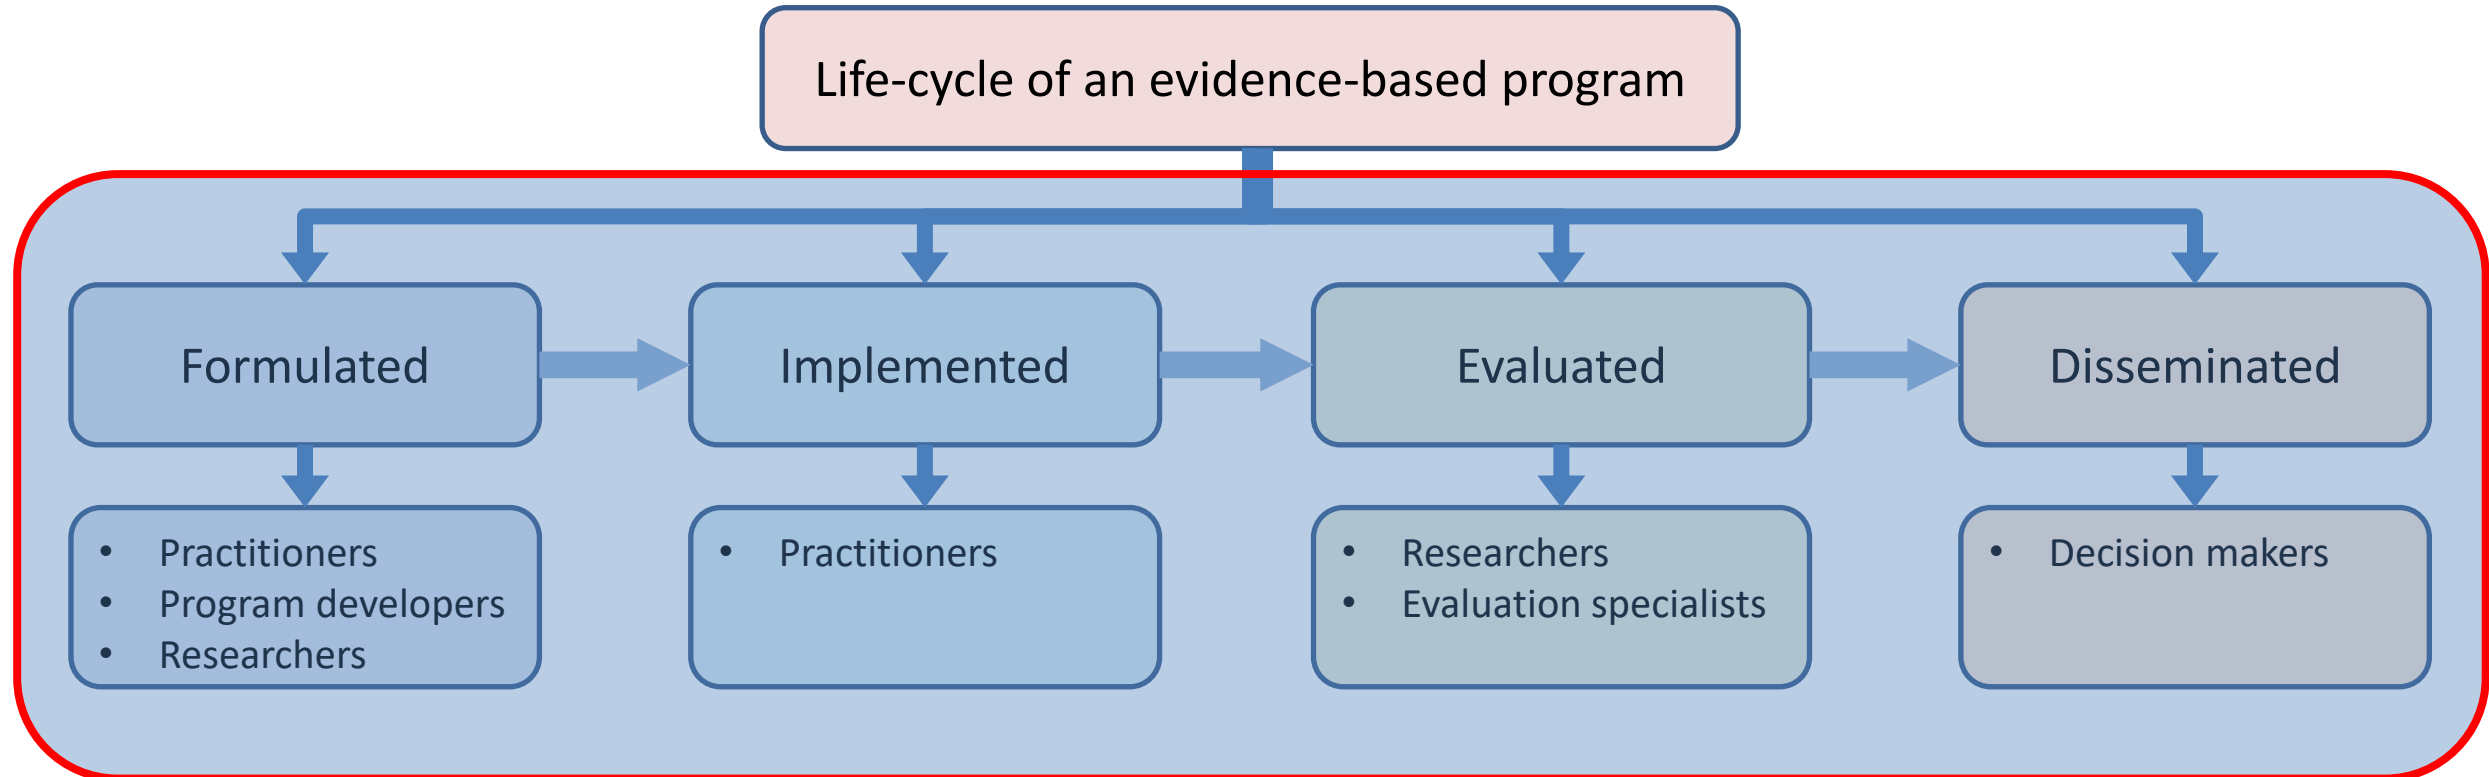 Life-cycle of an evidence-based program
Formulated
Implemented
Evaluated
Disseminated
• Practitioners
• Program developers
• Researchers
• Practitioners
• Researchers
• Evaluation specialists
• Decision makers